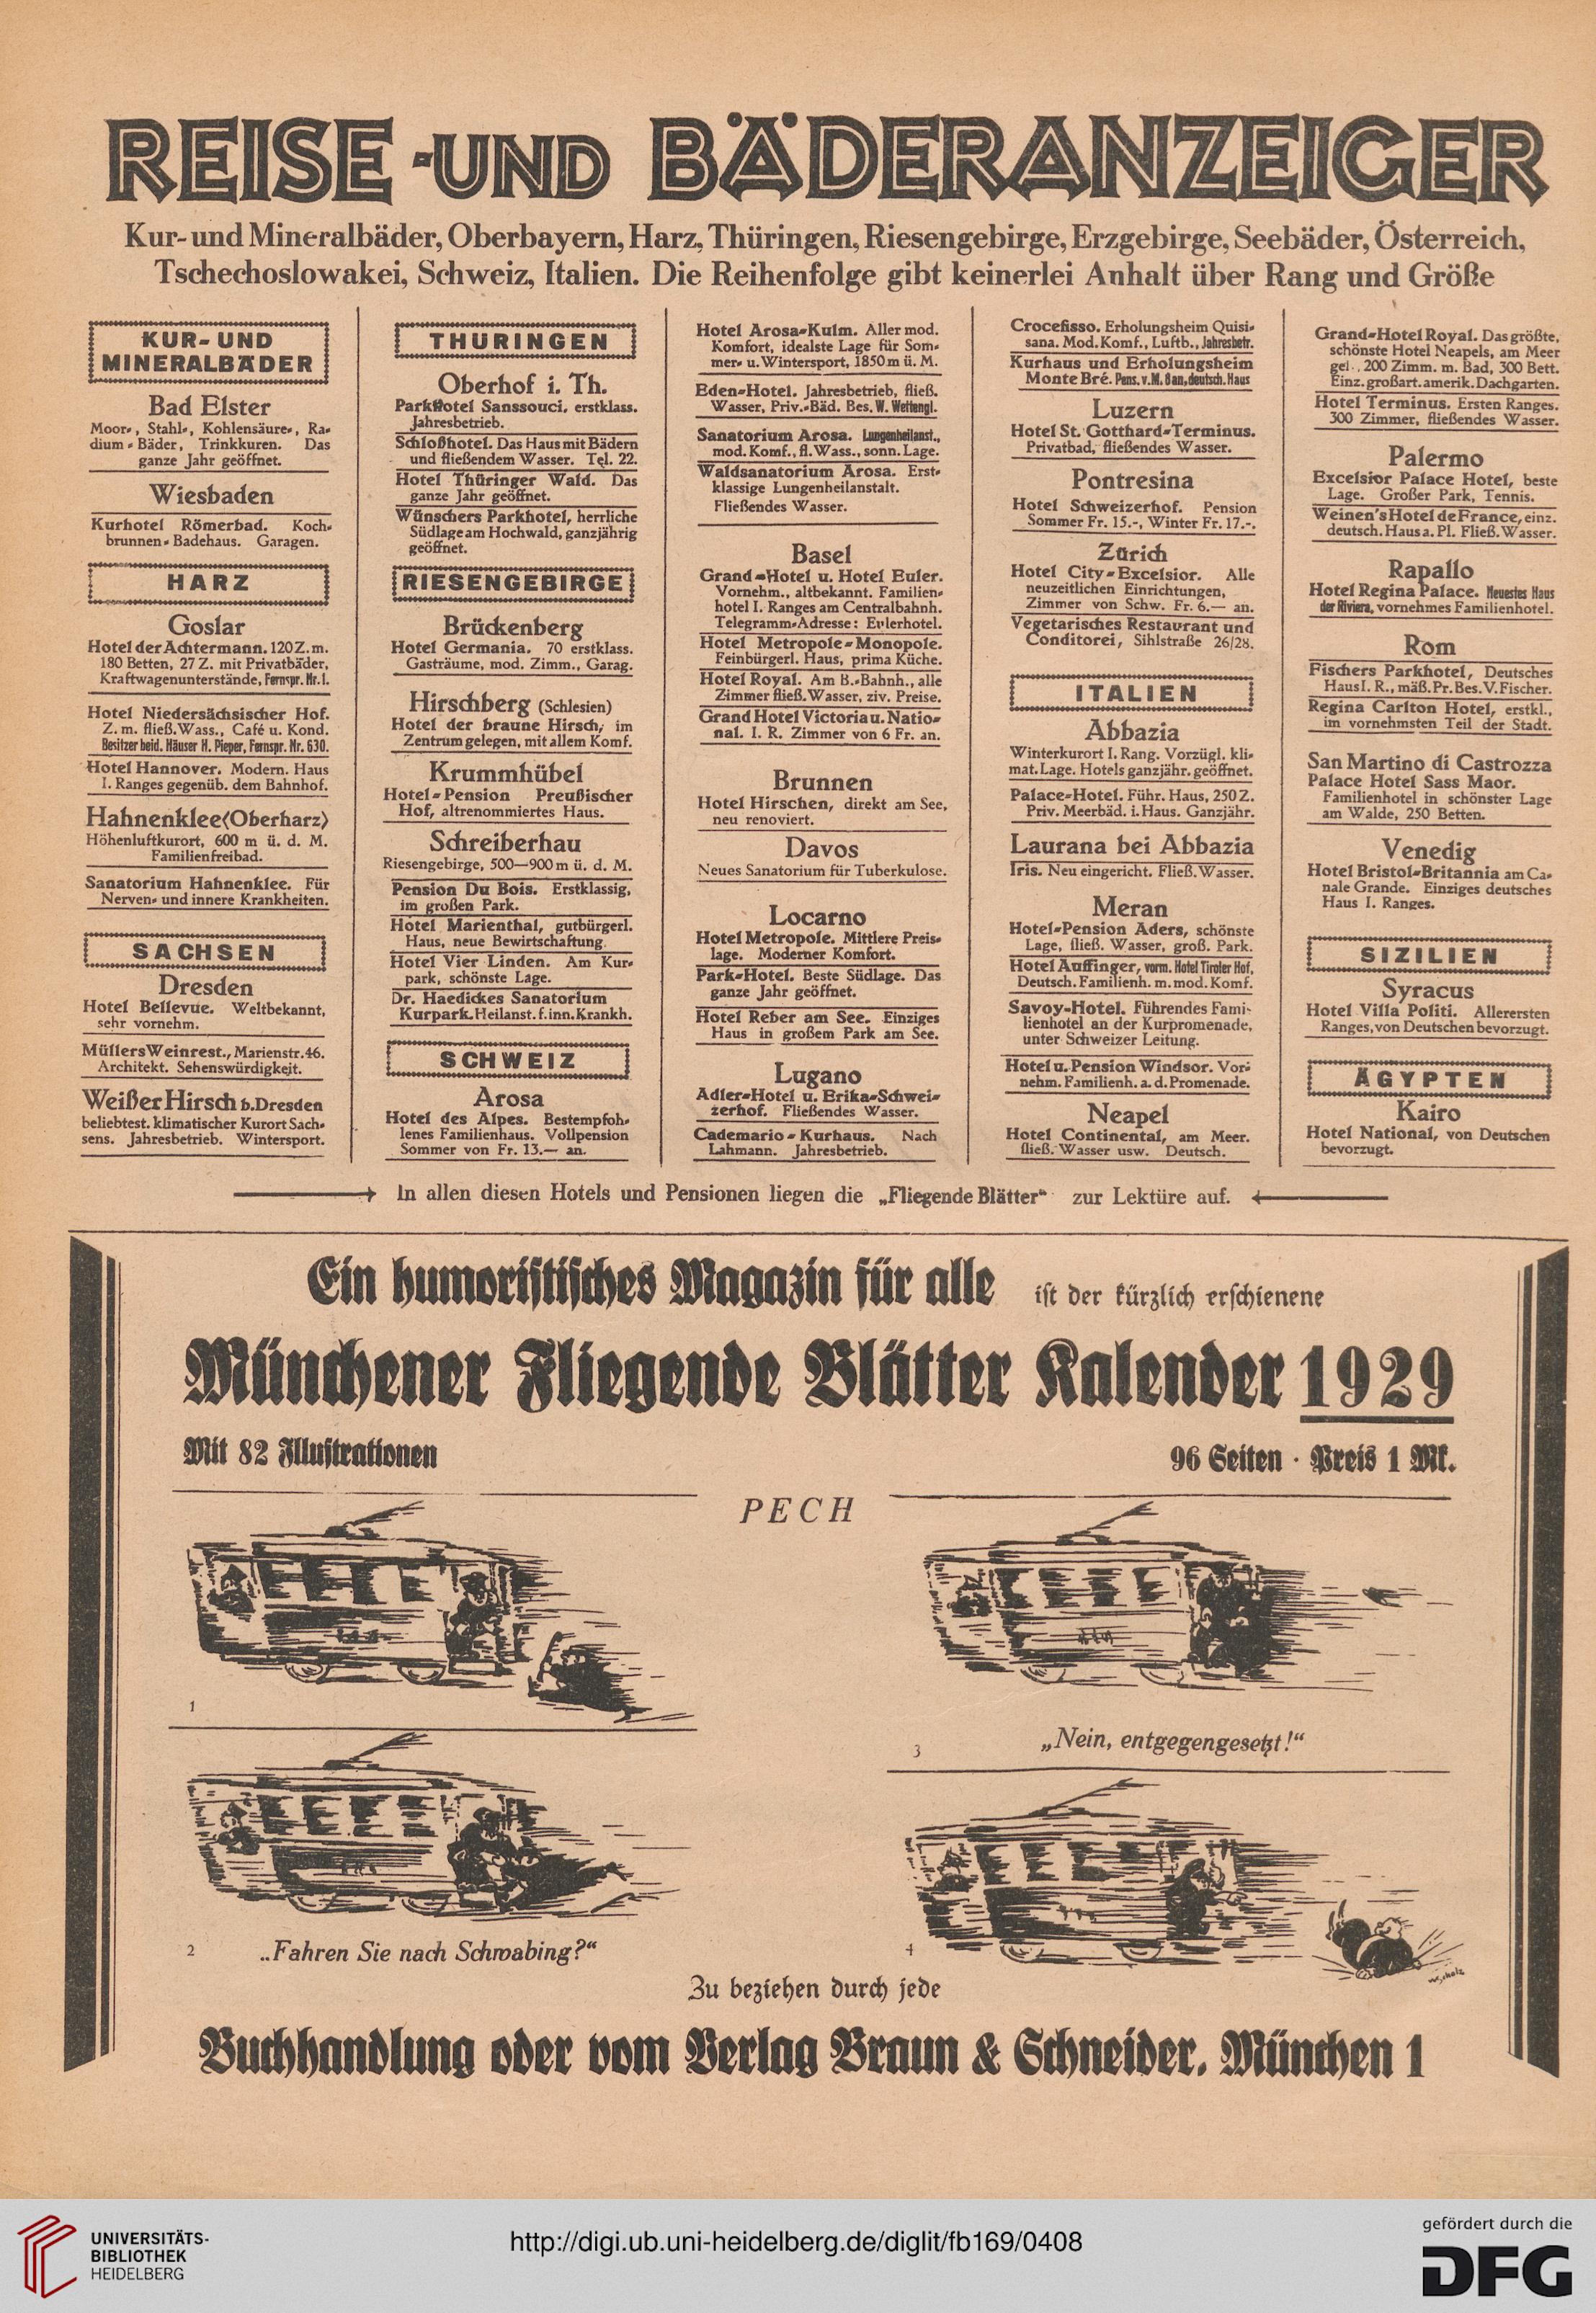 REISE-UND BÄDERANZEIGER
Kur- und Mineralbäder, Oberbayern, Harz, Thüringen, Riesengebirge, Erzgebirge, Seebäder, Österreich,
Tschechoslowakei, Schweiz, Italien. Die Reihenfolge gibt keinerlei Anhalt über Rang und Größe
KUR- UND
MINERALBÄDER
Bad Elster
Moor-, Stahl-, Kohlensäure-, Ra-
dium-Bäder, Trinkkuren. Das
ganze Jahr geöffnet.
Wiesbaden
Kurhotel Römerbad. Koch-
brunnen-Badehaus. Garagen.
HARZ
Goslar
Hotel der Achtermann. 120 Z. m.
180 Betten, 27 Z. mit Privatbäder,
Kraftwagenunterstände, Fernspr. Nr. 1.
Hotel Niedersächsischer Hof.
Z. m. fließ. Wass., Café u. Kond.
Besitzer beid. Häuser H. Pieper, Fernspr. Nr. 630.
Hotel Hannover. Modern. Haus
I. Ranges gegenüb. dem Bahnhof.
Hahnenklee (Oberharz)
Höhenluftkurort, 600 m ü. d. M.
Familienfreibad.
Sanatorium Hahnenklee. Für
Nerven- und innere Krankheiten.
SACHSEN
Dresden
Hotel Bellevue. Weltbekannt,
sehr vornehm.
Müllers Weinrest., Marienstr. 46.
Architekt. Sehenswürdigkeit.
Weißer Hirsch b. Dresden
beliebtest. klimatischer Kurort Sach-
sens. Jahresbetrieb. Wintersport.
THÜRINGEN
Oberhof i. Th.
Parkhotel Sanssouci, erstklass.
Jahresbetrieb.
Schloßhotel. Das Haus mit Bädern
und fließendem Wasser. Tel. 22.
Hotel Thüringer Wald. Das
ganze Jahr geöffnet.
Wünschers Parkhotel, herrliche
Südlage am Hochwald, ganzjährig
geöffnet.
RIESENGEBIRGE
Brückenberg
Hotel Germania. 70 erstklass.
Gasträume, mod. Zimm., Garag.
Hirschberg (Schlesien)
Hotel der braune Hirsch, im
Zentrum gelegen, mit allem Komf.
Krummhübel
Hotel-Pension Preußischer
Hof, altrenommiertes Haus.
Schreiberhau
Riesengebirge, 500—900 m ü. d. M.
Pension Du Bois. Erstklassig,
im großen Park.
Hotel Marienthal, gutbürgerl.
Haus, neue Bewirtschaftung.
Hotel Vier Linden. Am Kur-
park, schönste Lage.
Dr. Haedickes Sanatorium
Kurpark. Heilanst. f. inn. Krankh.
SCHWEIZ
Arosa
Hotel des Alpes. Bestempfoh-
lenes Familienhaus. Vollpension
Sommer von Fr. 13.— an.
Hotel Arosa-Kulm. Aller mod.
Komfort, idealste Lage für Som-
mer- u. Wintersport, 1850 m ü. M.
Eden-Hotel. Jahresbetrieb, fließ.
Wasser, Priv.-Bäd. Bes. W. Wettengl.
Sanatorium Arosa. Lungenheilanst.,
mod. Komf., fl. Wass., sonn. Lage.
Waldsanatorium Arosa. Erst-
klassige Lungenheilanstalt.
Fließendes Wasser.
Basel
Grand-Hotel u. Hotel Euler.
Vornehm., altbekannt. Familien-
hotel I. Ranges am Centralbahnh.
Telegramm-Adresse: Eulerhotel.
Hotel Metropole-Monopole.
Feinbürgerl. Haus, prima Küche.
Hotel Royal. Am B.-Bahnh., alle
Zimmer fließ. Wasser, ziv. Preise.
Grand Hotel Victoria u. Natio-
nal. I. R. Zimmer von 6 Fr. an.
Brunnen
Hotel Hirschen, direkt am See,
neu renoviert.
Davos
Neues Sanatorium für Tuberkulose.
Locarno
Hotel Metropole. Mittlere Preis-
lage. Moderner Komfort.
Park-Hotel. Beste Südlage. Das
ganze Jahr geöffnet.
Hotel Reber am See. Einziges
Haus in großem Park am See.
Lugano
Adler-Hotel u. Erika-Schwei-
zerhof. Fließendes Wasser.
Cademario-Kurhaus. Nach
Lahmann. Jahresbetrieb.
Crocefisso. Erholungsheim Quisi-
sana. Mod. Komf., Luftb., Jahresbetr.
Kurhaus und Erholungsheim
Monte Bré. Pens. v. M. 8 an, deutsch. Haus
Luzern
Hotel St. Gotthard-Terminus.
Privatbad, fließendes Wasser.
Pontresina
Hotel Schweizerhof. Pension
Sommer Fr. 15.-, Winter Fr. 17.-.
Zürich
Hotel City-Excelsior. Alle
neuzeitlichen Einrichtungen,
Zimmer von Schw. Fr. 6.— an.
Vegetarisches Restaurant und
Conditorei, Sihlstraße 26/28.
ITALIEN
Abbazia
Winterkurort I. Rang. Vorzügl. kli-
mat. Lage. Hotels ganzjähr. geöffnet.
Palace-Hotel. Führ. Haus, 250 Z.
Priv. Meerbäd. i. Haus. Ganzjähr.
Laurana bei Abbazia
Iris. Neu eingericht. Fließ. Wasser.
Meran
Hotel-Pension Aders, schönste
Lage, fließ. Wasser, groß. Park.
Hotel Auffinger, vorm. Hotel Tiroler Hof,
Deutsch. Familienh. m. mod. Komf.
Savoy-Hotel. Führendes Fami-
lienhotel an der Kurpromenade,
unter Schweizer Leitung.
Hotel u. Pension Windsor. Vor-
nehm. Familienh. a. d. Promenade.
Neapel
Hotel Continental, am Meer.
fließ. Wasser usw. Deutsch.
Grand-Hotel Royal. Das größte,
schönste Hotel Neapels, am Meer
gel., 200 Zimm. m. Bad, 300 Bett.
Einz. großart. amerik. Dachgarten.
Hotel Terminus. Ersten Ranges.
300 Zimmer, fließendes Wasser.
Palermo
Excelsior Palace Hotel, beste
Lage. Großer Park, Tennis.
Weinen's Hotel de France, einz.
deutsch. Haus a. Pl. Fließ. Wasser.
Rapallo
Hotel Regina Palace. Neuestes Haus
der Riviera, vornehmes Familienhotel.
Rom
Fischers Parkhotel, Deutsches
Haus I. R., mäß. Pr. Bes. V. Fischer.
Regina Carlton Hotel, erstkl.,
im vornehmsten Teil der Stadt.
San Martino di Castrozza
Palace Hotel Sass Maor.
Familienhotel in schönster Lage
am Walde, 250 Betten.
Venedig
Hotel Bristol-Britannia am Ca-
nale Grande. Einziges deutsches
Haus I. Ranges.
SIZILIEN
Syracus
Hotel Villa Politi. Allerersten
Ranges, von Deutschen bevorzugt.
ÄGYPTEN
Kairo
Hotel National, von Deutschen
bevorzugt.
In allen diesen Hotels und Pensionen liegen die „Fliegende Blätter“ zur Lektüre auf.
Ein humoristisches Magazin für alle ist der kürzlich erschienene
Münchener Fliegende Blätter Kalender 1929
Mit 82 Illustrationen
96 Seiten · Preis 1 Mk.
PECH
1
2 „Fahren Sie nach Schwabing?“
3 „Nein, entgegengesetzt!“
4
Zu beziehen durch jede
Buchhandlung oder vom Verlag Braun & Schneider, München 1
UNIVERSITÄTS-
BIBLIOTHEK
HEIDELBERG
http://digi.ub.uni-heidelberg.de/diglit/fb169/0408
gefördert durch die
DFG